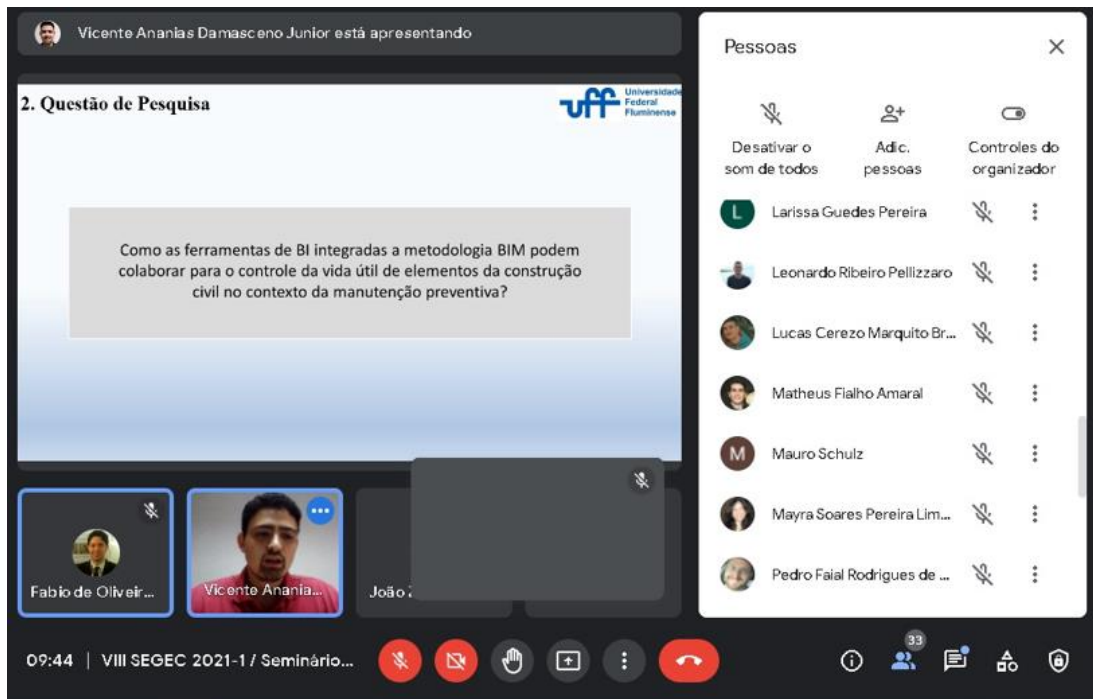 Vicente Ananias Damasceno Junior está apresentando
2. Questão de Pesquisa
uff
Universidade
Federal
Fluminense
Como as ferramentas de BI integradas a metodologia BIM podem
colaborar para o controle da vida útil de elementos da construção
civil no contexto da manutenção preventiva?
Fabio de Oliveir...
Vicente Anania...
João
09:44 | VIII SEGEC 2021-1 / Seminário...
Pessoas
Desativar o
som de todos
Adic.
pessoas
Controles do
organizador
L
Larissa Guedes Pereira
Leonardo Ribeiro Pellizzaro
Lucas Cerezo Marquito Br...
Matheus Fialho Amaral
M
Mauro Schulz
Mayra Soares Pereira Lim...
Pedro Faial Rodrigues de ...
33